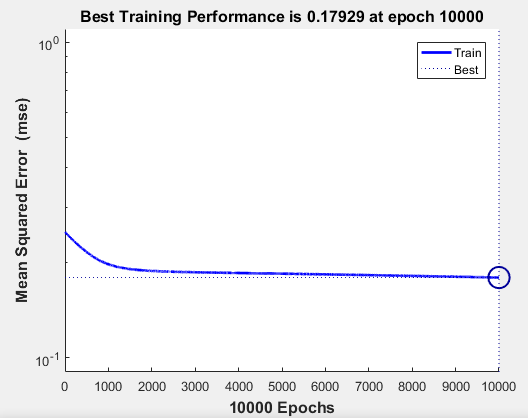 Best Training Performance is 0.17929 at epoch 10000
Train
Best
Mean Squared Error (mse)
10^0
10^-1
0 1000 2000 3000 4000 5000 6000 7000 8000 9000 10000
10000 Epochs